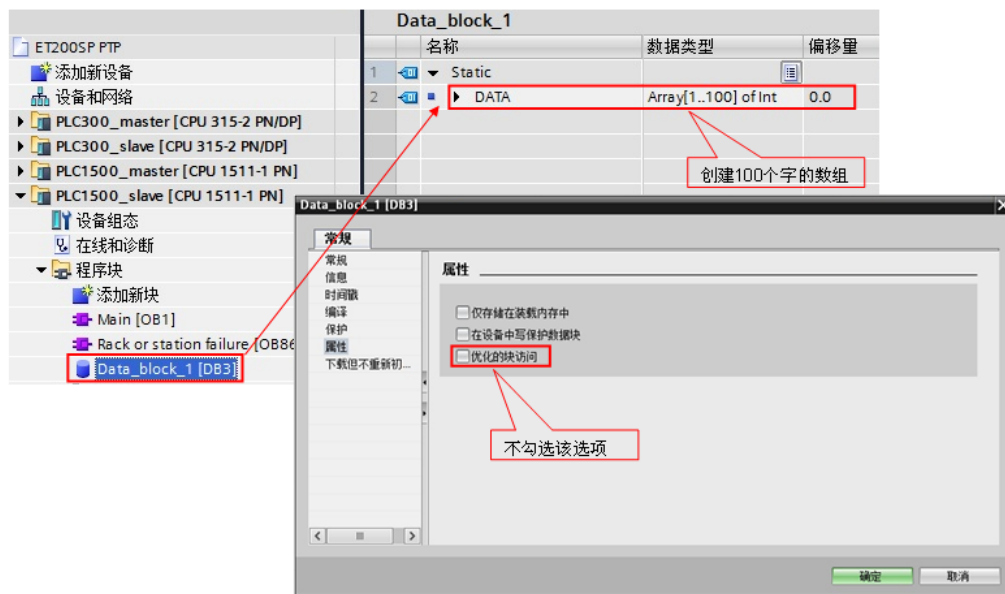 Data_block_1
名称 数据类型 偏移量
1 Static
2 DATA Array[1..100] of Int 0.0
创建100个字的数组
ET200SP PTP
添加新设备
设备和网络
PLC300_master [CPU 315-2 PN/DP]
PLC300_slave [CPU 315-2 PN/DP]
PLC1500_master [CPU 1511-1 PN]
PLC1500_slave [CPU 1511-1 PN]
设备组态
在线和诊断
程序块
添加新块
Main [OB1]
Rack or station failure [OB86
Data_block_1 [DB3]
Data_block_1 [DB3]
常规
常规
信息
时间戳
编译
保护
属性
下载但不重新初...
属性
仅存储在装载内存中
在设备中写保护数据块
优化的块访问
不勾选该选项
确定 取消